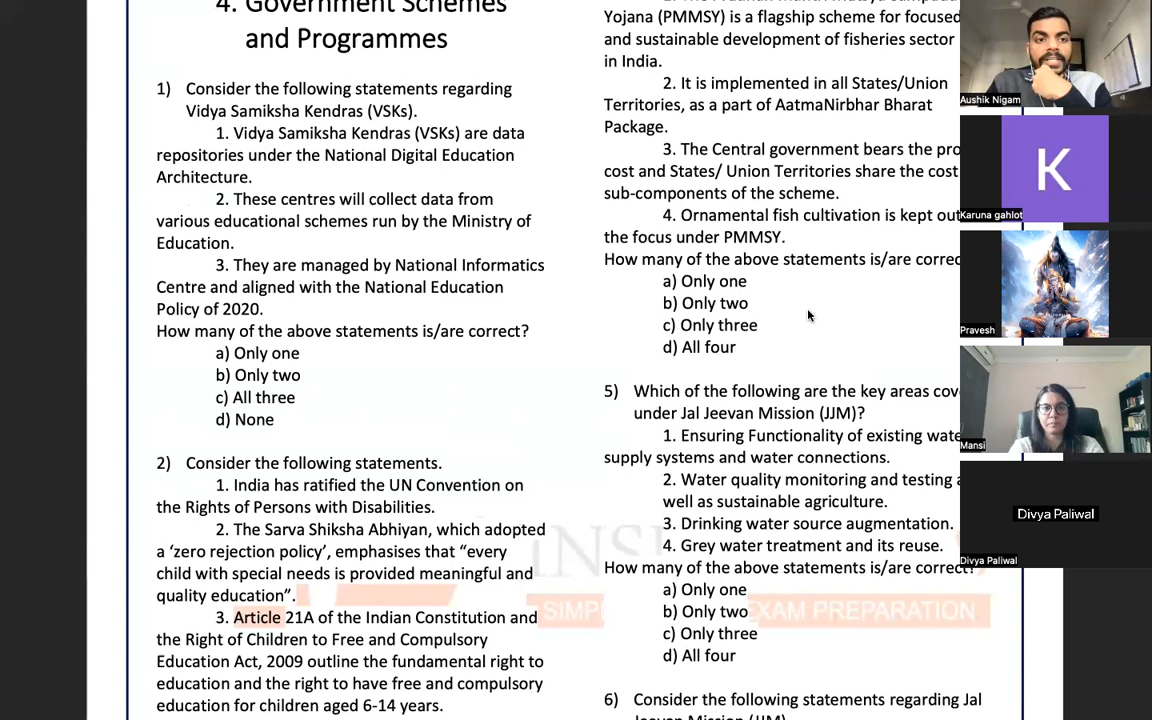 4. Government Schemes
and Programmes
1) Consider the following statements regarding
Vidya Samiksha Kendras (VSKs).
1. Vidya Samiksha Kendras (VSKs) are data
repositories under the National Digital Education
Architecture.
2. These centres will collect data from
various educational schemes run by the Ministry of
Education.
3. They are managed by National Informatics
Centre and aligned with the National Education
Policy of 2020.
How many of the above statements is/are correct?
a) Only one
b) Only two
c) All three
d) None
2) Consider the following statements.
1. India has ratified the UN Convention on
the Rights of Persons with Disabilities.
2. The Sarva Shiksha Abhiyan, which adopted
a ‘zero rejection policy’, emphasises that “every
child with special needs is provided meaningful and
quality education”.
3. Article 21A of the Indian Constitution and
the Right of Children to Free and Compulsory
Education Act, 2009 outline the fundamental right to
education and the right to have free and compulsory
education for children aged 6-14 years.
Yojana (PMMSY) is a flagship scheme for focused
and sustainable development of fisheries sector
in India.
2. It is implemented in all States/Union
Territories, as a part of AatmaNirbhar Bharat
Package.
3. The Central government bears the pro
cost and States/ Union Territories share the cost
sub-components of the scheme.
4. Ornamental fish cultivation is kept out
the focus under PMMSY.
How many of the above statements is/are correc
a) Only one
b) Only two
c) Only three
d) All four
5) Which of the following are the key areas cov
under Jal Jeevan Mission (JJM)?
1. Ensuring Functionality of existing wate
supply systems and water connections.
2. Water quality monitoring and testing a
well as sustainable agriculture.
3. Drinking water source augmentation.
4. Grey water treatment and its reuse.
How many of the above statements is/are correct?
a) Only one
b) Only two
c) Only three
d) All four
6) Consider the following statements regarding Jal
Jeevan Mission (JJM)
INSI
SIMP
EXAM PREPARATION
Aushik Nigam
K
Karuna gahlot
Pravesh
Mansi
Divya Paliwal
Divya Paliwal